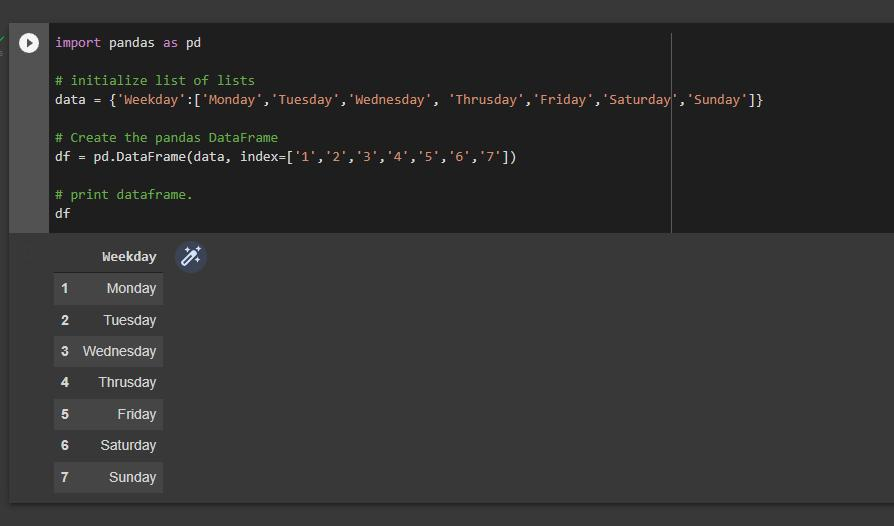 import pandas as pd
# initialize list of lists
data = {'Weekday':['Monday','Tuesday','Wednesday', 'Thrusday','Friday','Saturday','Sunday']}
# Create the pandas DataFrame
df = pd.DataFrame(data, index=['1','2','3','4','5','6','7'])
# print dataframe.
df
Weekday
1 Monday
2 Tuesday
3 Wednesday
4 Thrusday
5 Friday
6 Saturday
7 Sunday